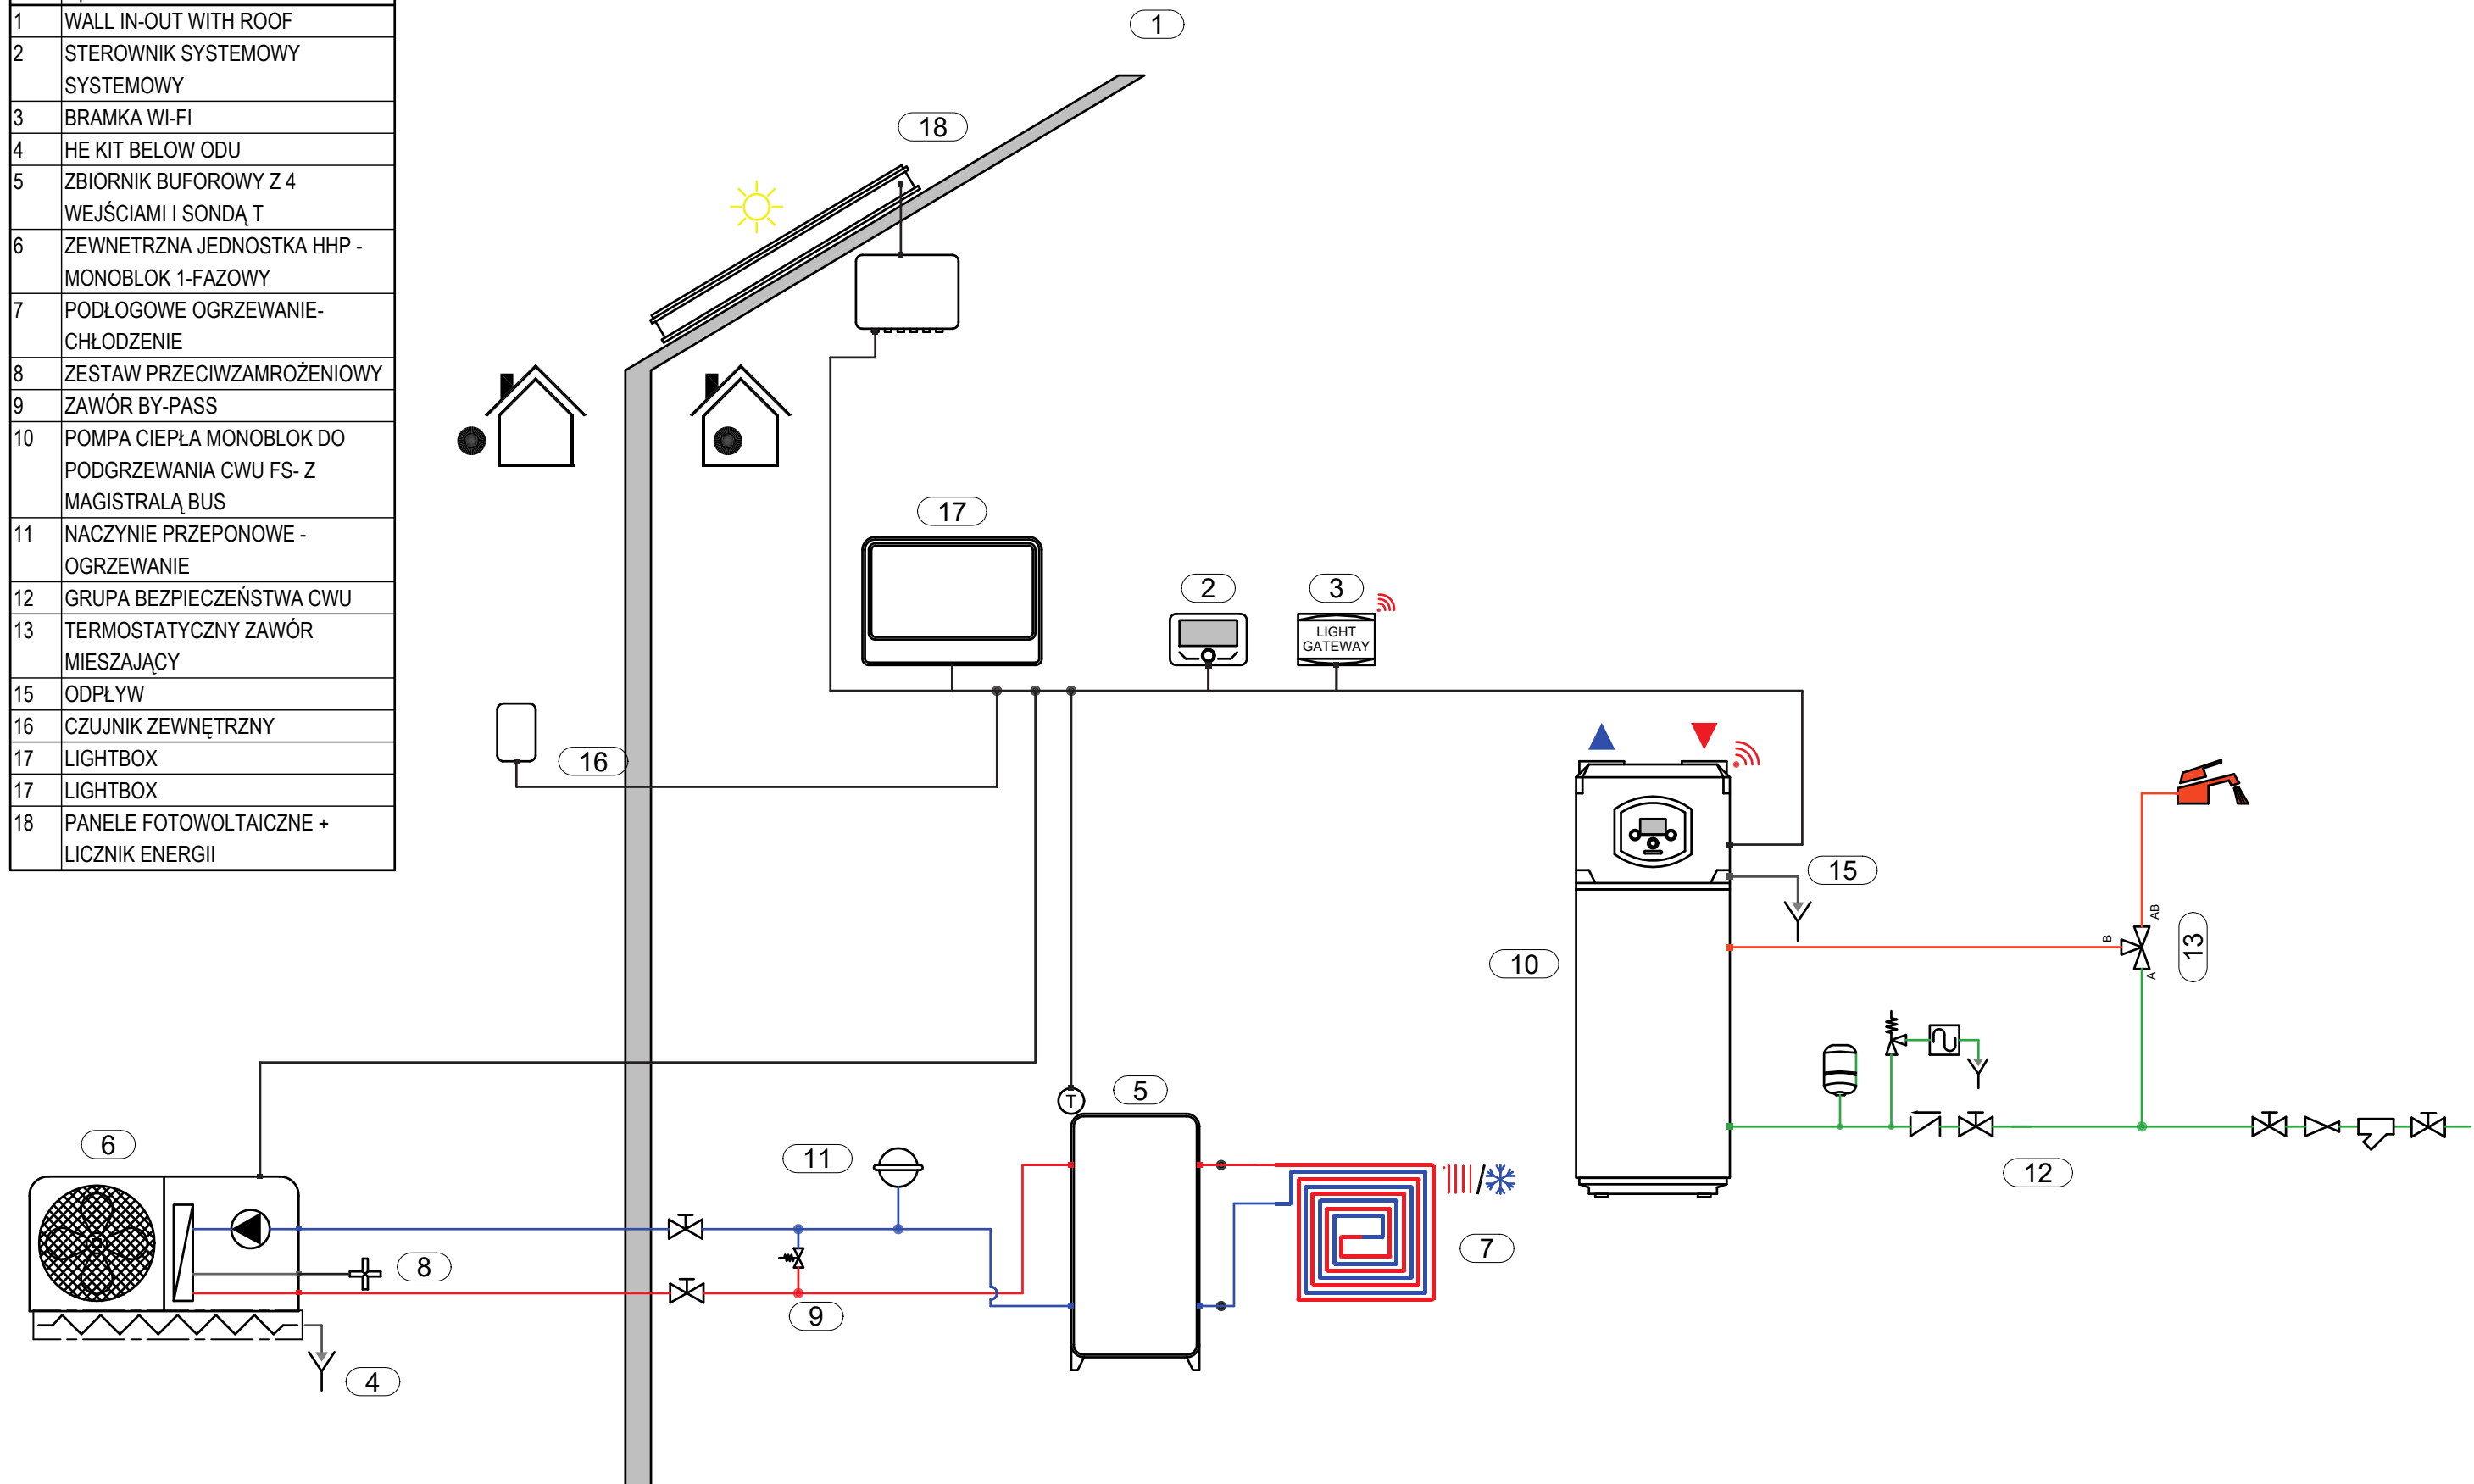 1 WALL IN-OUT WITH ROOF
2 STEROWNIK SYSTEMOWY
SYSTEMOWY
3 BRAMKA WI-FI
4 HE KIT BELOW ODU
5 ZBIORNIK BUFOROWY Z 4
WEJŚCIAMI I SONDĄ T
6 ZEWNETRZNA JEDNOSTKA HHP -
MONOBLOK 1-FAZOWY
7 PODŁOGOWE OGRZEWANIE-
CHŁODZENIE
8 ZESTAW PRZECIWZAMROŻENIOWY
9 ZAWÓR BY-PASS
10 POMPA CIEPŁA MONOBLOK DO
PODGRZEWANIA CWU FS- Z
MAGISTRALĄ BUS
11 NACZYNIE PRZEPONOWE -
OGRZEWANIE
12 GRUPA BEZPIECZEŃSTWA CWU
13 TERMOSTATYCZNY ZAWÓR
MIESZAJĄCY
15 ODPŁYW
16 CZUJNIK ZEWNĘTRZNY
17 LIGHTBOX
17 LIGHTBOX
18 PANELE FOTOWOLTAICZNE +
LICZNIK ENERGII
1
18
17
2
3
LIGHT
GATEWAY
16
15
AB
B
A
13
10
T
5
6
11
12
7
8
9
4